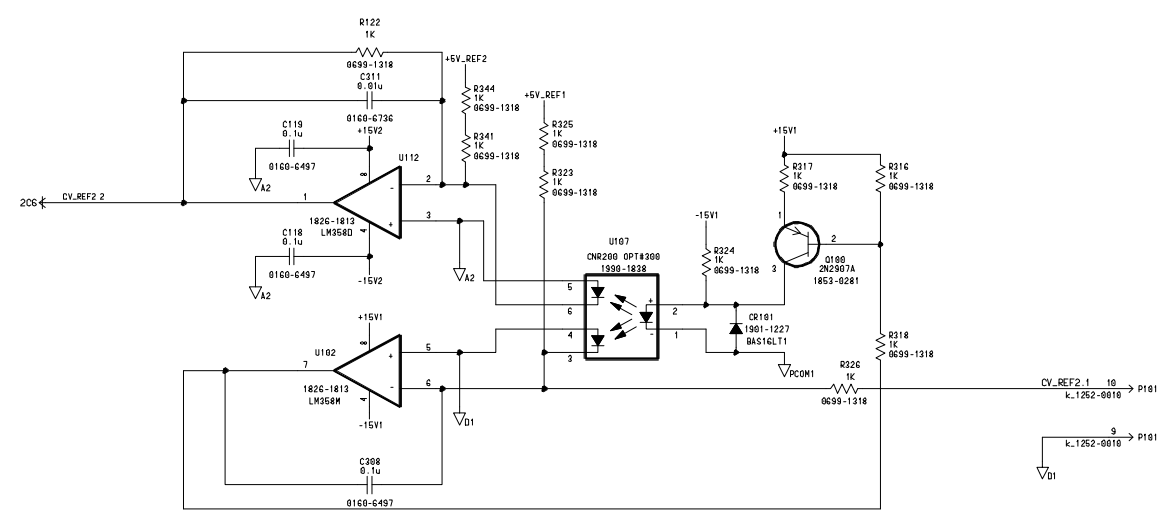 R122
1K
0699-1318
C311
0.01u
0160-6736
+5V_REF2
R344
1K
0699-1318
R341
1K
0699-1318
+5V_REF1
R325
1K
0699-1318
R323
1K
0699-1318
C119
0.1u
0160-6497
A2
+15V2
8
U112
2
-
3
+
1
1826-1813
LM358D
4
-15V2
C118
0.1u
0160-6497
A2
2C6
CV_REF2 2
A2
U107
CNR200 OPT#300
1990-1838
5
6
4
3
+
2
-
1
-15V1
R324
1K
0699-1318
+15V1
R317
1K
0699-1318
R316
1K
0699-1318
1
2
3
Q100
2N2907A
1853-0281
CR101
1901-1227
BAS16LT1
PCOM1
R318
1K
0699-1318
+15V1
8
U102
5
+
6
-
7
1826-1813
LM358M
4
-15V1
D1
R326
1K
0699-1318
CV_REF2.1
10
P101
k_1252-0010
9
P101
k_1252-0010
D1
C308
0.1u
0160-6497